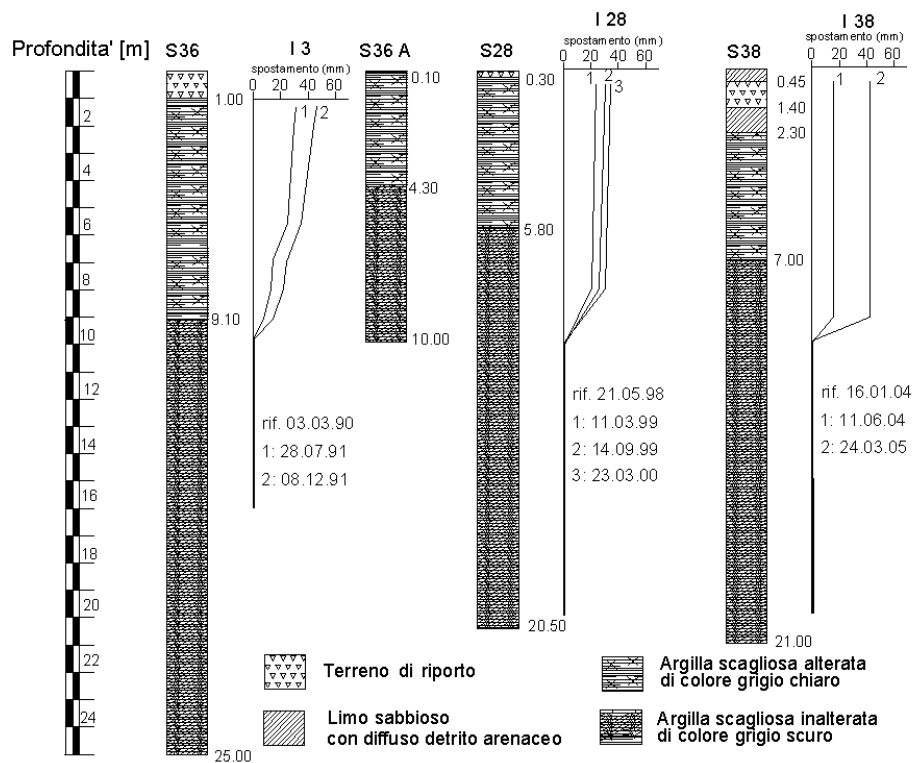 Profondita' [m]
S36
I 3
S36 A
I 28
S28
I 38
S38
spostamento (mm)
0 20 40 60
spostamento (mm)
0 20 40 60
spostamento (mm)
0 20 40 60
2
4
6
8
10
12
14
16
18
20
22
24
1.00
9.10
25.00
1 2
rif. 03.03.90
1: 28.07.91
2: 08.12.91
0.10
4.30
10.00
0.30
5.80
20.50
1 2
3
rif. 21.05.98
1: 11.03.99
2: 14.09.99
3: 23.03.00
0.45
1.40
2.30
7.00
21.00
1 2
rif. 16.01.04
1: 11.06.04
2: 24.03.05
Terreno di riporto
Limo sabbioso
con diffuso detrito arenaceo
Argilla scagliosa alterata
di colore grigio chiaro
Argilla scagliosa inalterata
di colore grigio scuro